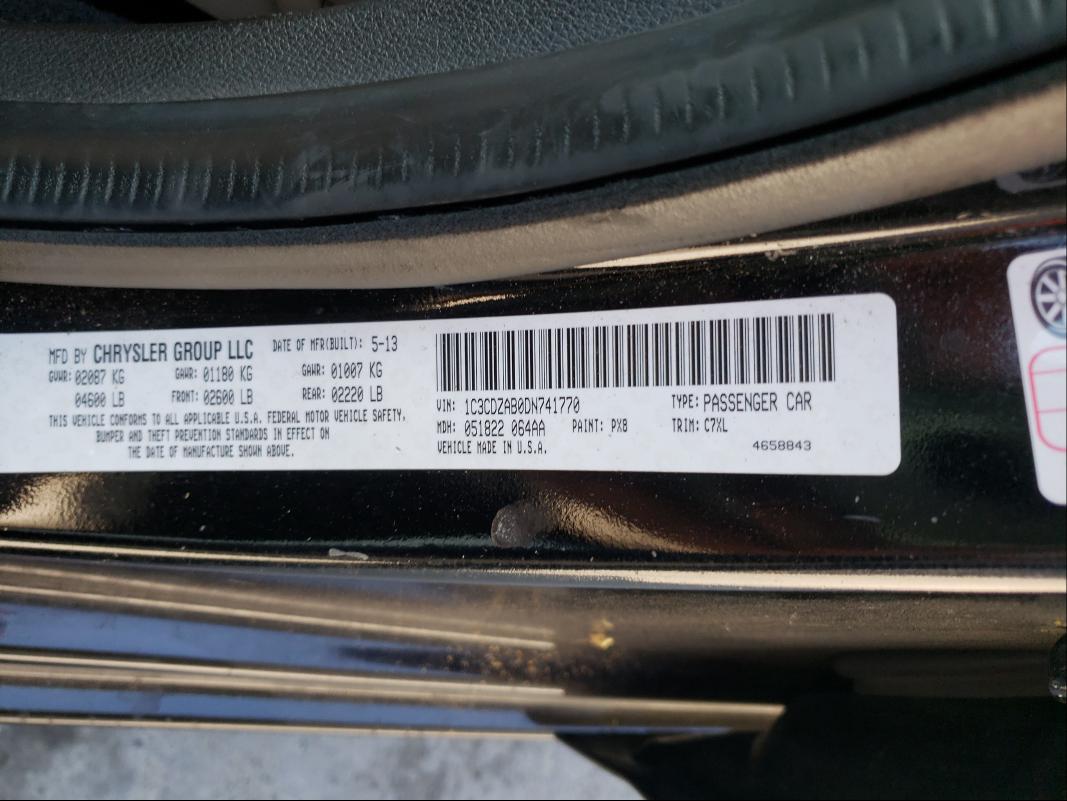 MFD BY CHRYSLER GROUP LLC DATE OF MFR(BUILT): 5-13
GVWR: 02087 KG GAWR: 01180 KG GAWR: 01007 KG
04600 LB FRONT: 02600 LB REAR: 02220 LB
THIS VEHICLE CONFORMS TO ALL APPLICABLE U.S.A. FEDERAL MOTOR VEHICLE SAFETY,
BUMPER AND THEFT PREVENTION STANDARDS IN EFFECT ON
THE DATE OF MANUFACTURE SHOWN ABOVE.
VIN: 1C3CDZAB0DN741770 TYPE: PASSENGER CAR
MDH: 051822 064AA PAINT: PX8 TRIM: C7XL
VEHICLE MADE IN U.S.A. 4658843